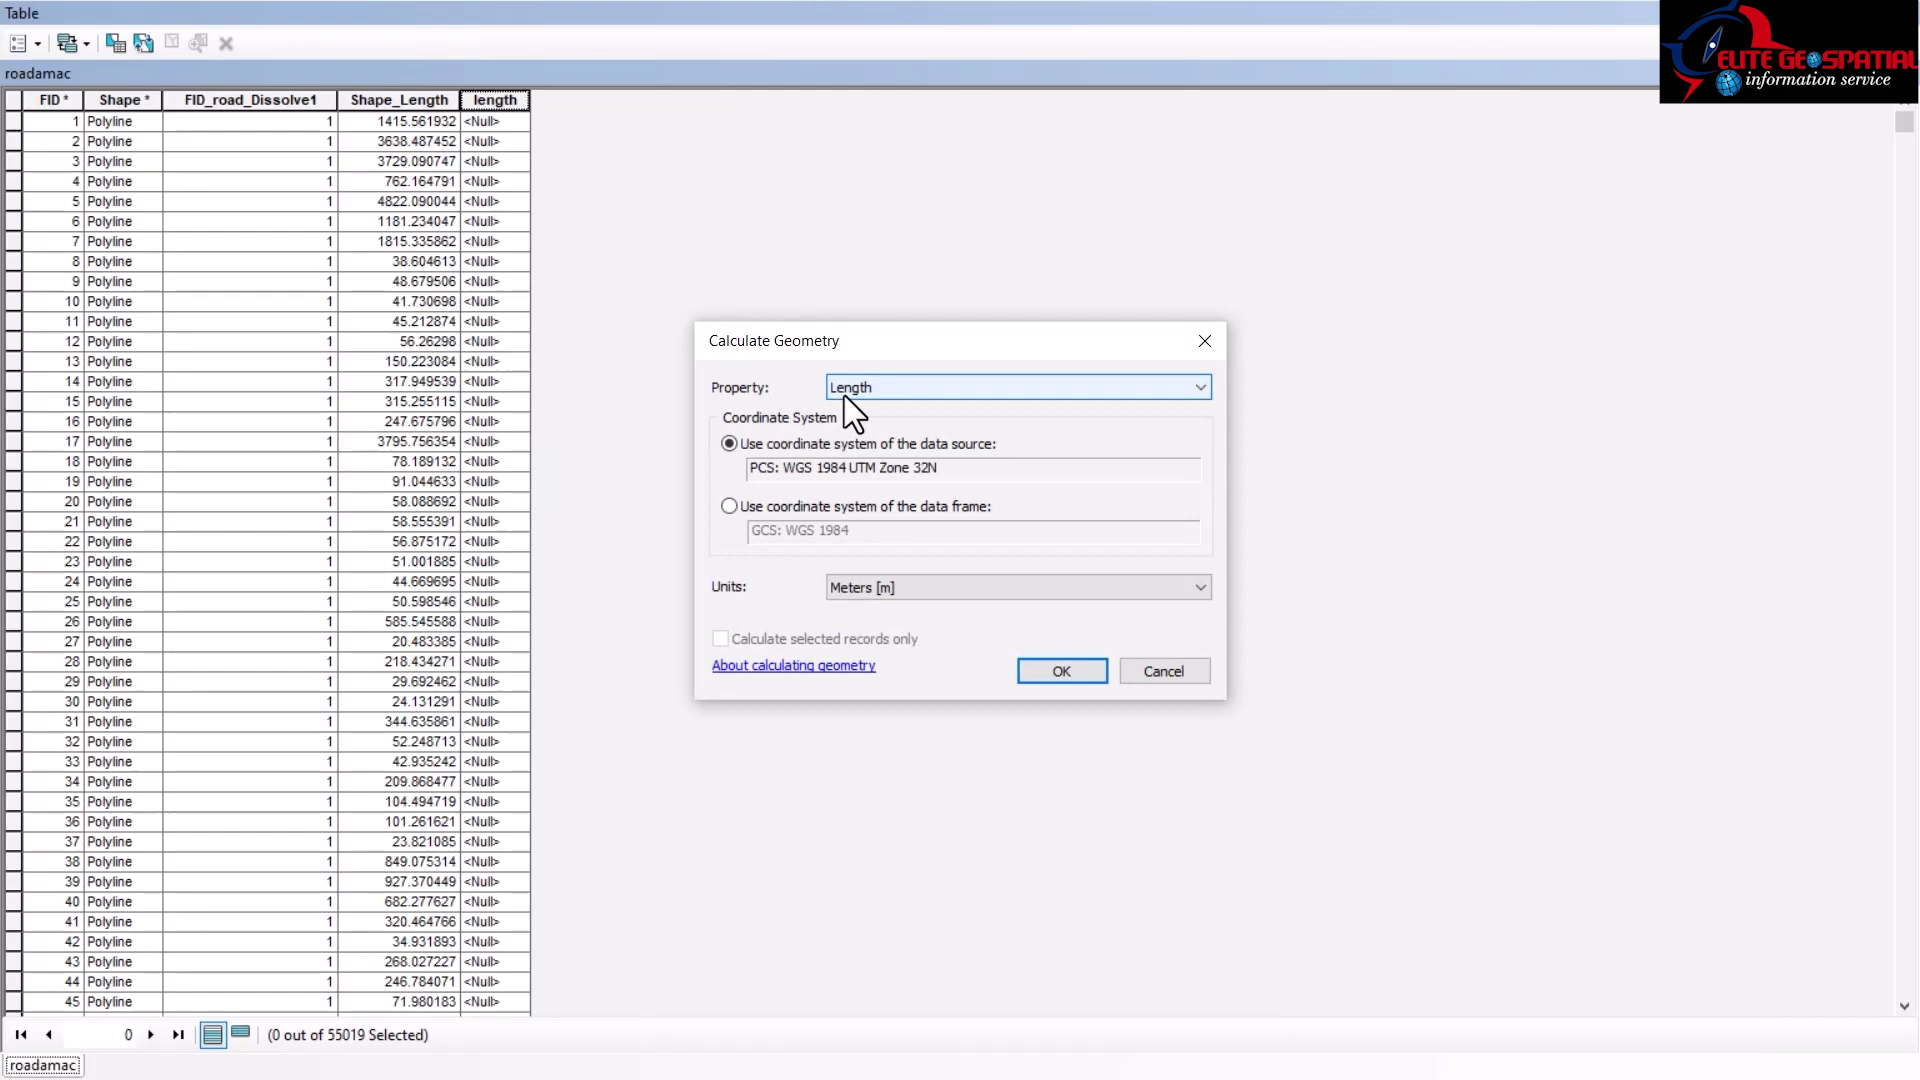 Table
ELITE GEOSPATIAL
information service
roadamac
FID * Shape * FID_road_Dissolve1 Shape_Length length
1 Polyline 1 1415.561932 <Null>
2 Polyline 1 3638.487452 <Null>
3 Polyline 1 3729.090747 <Null>
4 Polyline 1 762.164791 <Null>
5 Polyline 1 4822.090044 <Null>
6 Polyline 1 1181.234047 <Null>
7 Polyline 1 1815.335862 <Null>
8 Polyline 1 38.604613 <Null>
9 Polyline 1 48.679506 <Null>
10 Polyline 1 41.730698 <Null>
11 Polyline 1 45.212874 <Null>
12 Polyline 1 56.26298 <Null>
13 Polyline 1 150.223084 <Null>
14 Polyline 1 317.949539 <Null>
15 Polyline 1 315.255115 <Null>
16 Polyline 1 247.675796 <Null>
17 Polyline 1 3795.756354 <Null>
18 Polyline 1 78.189132 <Null>
19 Polyline 1 91.044633 <Null>
20 Polyline 1 58.088692 <Null>
21 Polyline 1 58.555391 <Null>
22 Polyline 1 56.875172 <Null>
23 Polyline 1 51.001885 <Null>
24 Polyline 1 44.669695 <Null>
25 Polyline 1 50.598546 <Null>
26 Polyline 1 585.545588 <Null>
27 Polyline 1 20.483385 <Null>
28 Polyline 1 218.434271 <Null>
29 Polyline 1 29.692462 <Null>
30 Polyline 1 24.131291 <Null>
31 Polyline 1 344.635861 <Null>
32 Polyline 1 52.248713 <Null>
33 Polyline 1 42.935242 <Null>
34 Polyline 1 209.868477 <Null>
35 Polyline 1 104.494719 <Null>
36 Polyline 1 101.261621 <Null>
37 Polyline 1 23.821085 <Null>
38 Polyline 1 849.075314 <Null>
39 Polyline 1 927.370449 <Null>
40 Polyline 1 682.277627 <Null>
41 Polyline 1 320.464766 <Null>
42 Polyline 1 34.931893 <Null>
43 Polyline 1 268.027227 <Null>
44 Polyline 1 246.784071 <Null>
45 Polyline 1 71.980183 <Null>
Calculate Geometry
Property: Length
Coordinate System
Use coordinate system of the data source:
PCS: WGS 1984 UTM Zone 32N
Use coordinate system of the data frame:
GCS: WGS 1984
Units: Meters [m]
Calculate selected records only
About calculating geometry
OK Cancel
0 (0 out of 55019 Selected)
roadamac